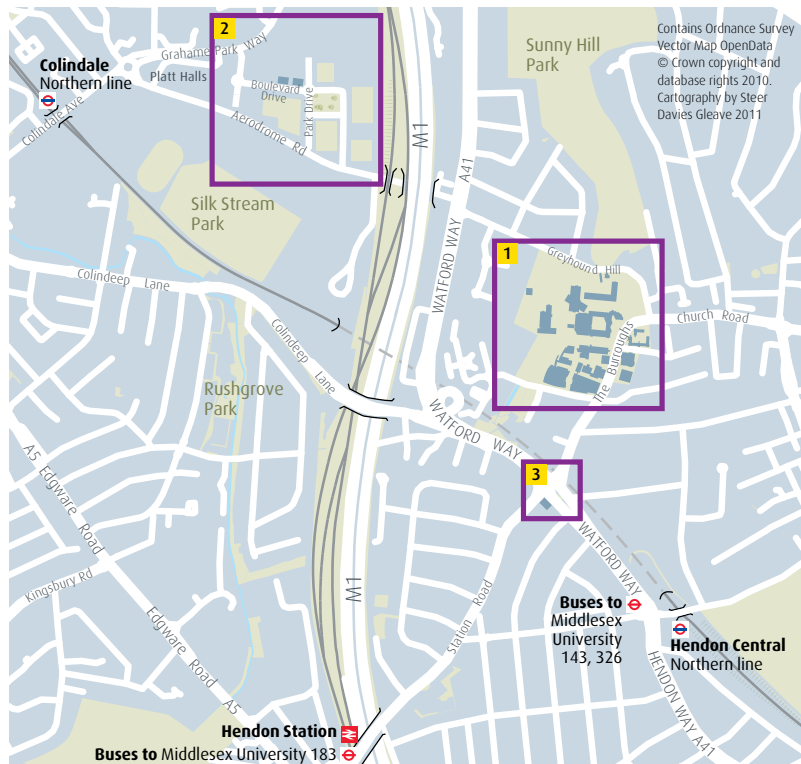 2
Grahame Park Way
Platt Halls
Boulevard
Drive
Park Drive
Aerodrome Rd
Colindale
Northern line
Colindale Ave
Sunny Hill
Park
Contains Ordnance Survey
Vector Map OpenData
© Crown copyright and
database rights 2010.
Cartography by Steer
Davies Gleave 2011
M1
A41
WATFORD WAY
Silk Stream
Park
1
Greyhound Hill
The Burroughs
Church Road
Colindeep Lane
Colindeep Lane
Rushgrove
Park
WATFORD WAY
3
WATFORD WAY
A5 Edgware Road
Kingsbury Rd
Edgware Road A5
M1
Station Road
Buses to
Middlesex
University
143, 326
Hendon Central
Northern line
HENDON WAY A41
Hendon Station
Buses to Middlesex University 183